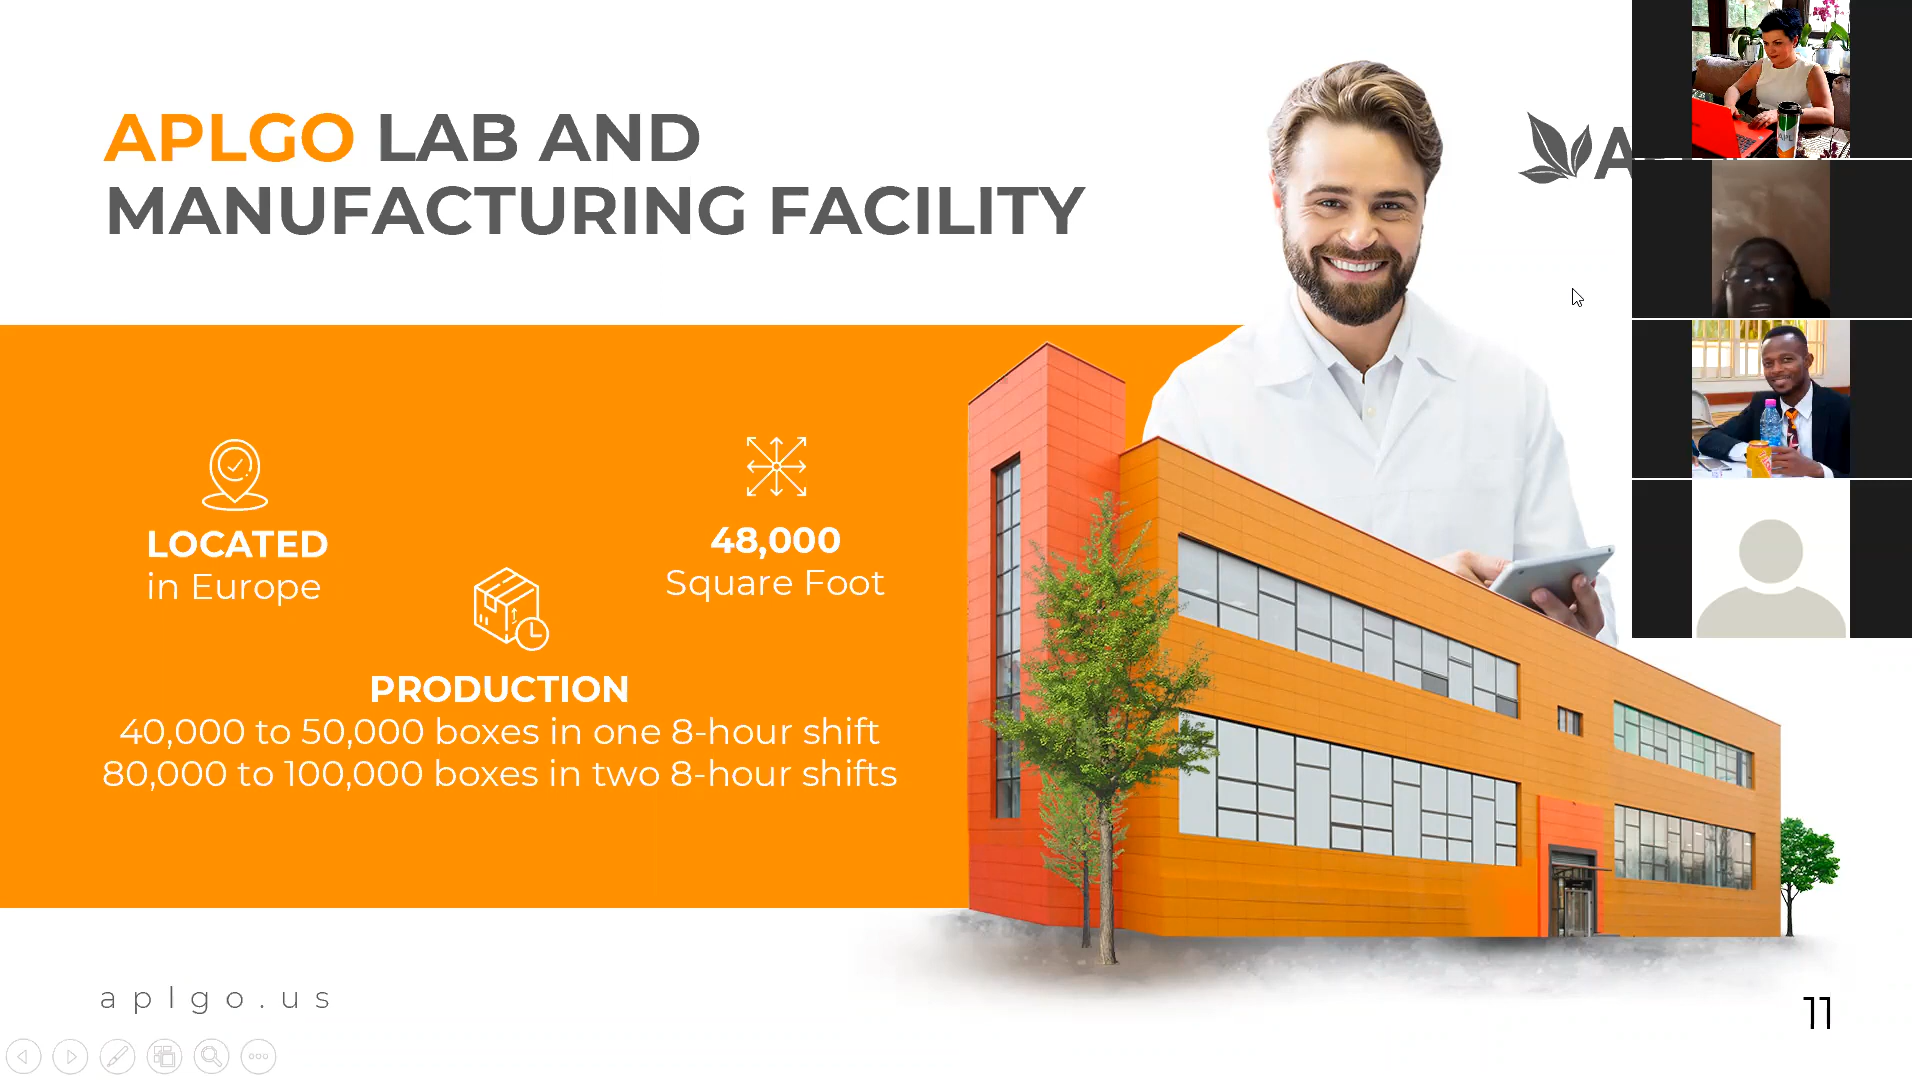 APLGO LAB AND
MANUFACTURING FACILITY
LOCATED
in Europe
48,000
Square Foot
PRODUCTION
40,000 to 50,000 boxes in one 8-hour shift
80,000 to 100,000 boxes in two 8-hour shifts
aplgo.us
11